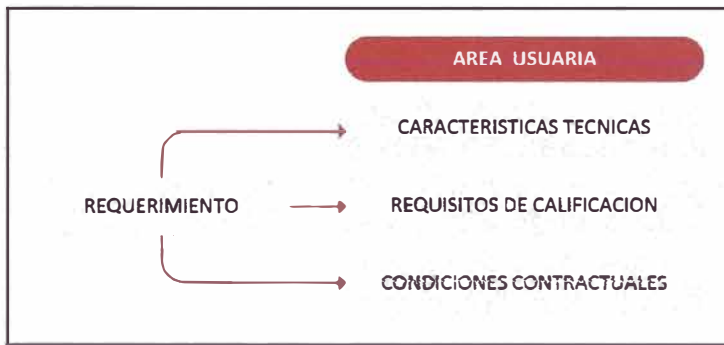 AREA USUARIA
CARACTERISTICAS TECNICAS
REQUERIMIENTO
REQUISITOS DE CALIFICACION
CONDICIONES CONTRACTUALES